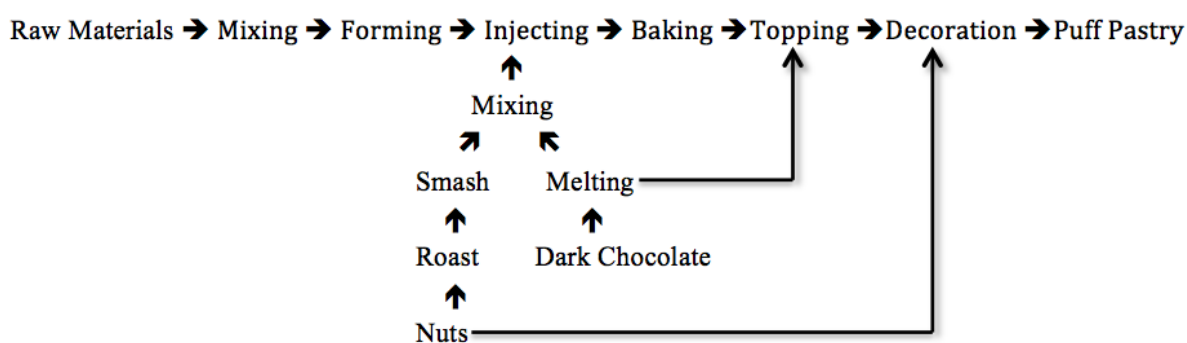 Raw Materials → Mixing → Forming → Injecting → Baking → Topping → Decoration → Puff Pastry
Mixing
Smash Melting
Roast Dark Chocolate
Nuts